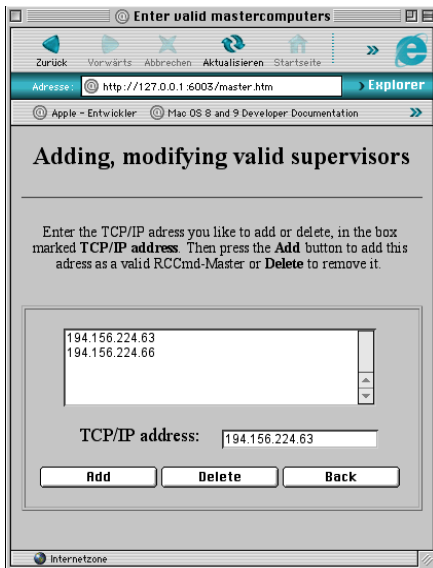 Enter valid mastercomputers
Zurück Vorwärts Abbrechen Aktualisieren Startseite »
Adresse: http://127.0.0.1:6003/master.htm Explorer
Apple - Entwickler Mac OS 8 and 9 Developer Documentation »
Adding, modifying valid supervisors
Enter the TCP/IP adress you like to add or delete, in the box
marked TCP/IP address. Then press the Add button to add this
adress as a valid RCCmd-Master or Delete to remove it.
194.156.224.63
194.156.224.66
TCP/IP address: 194.156.224.63
Add Delete Back
Internetzone